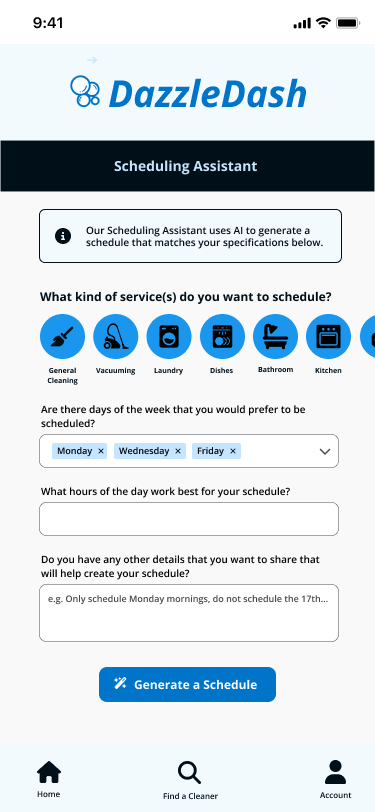 9:41
DazzleDash
Scheduling Assistant
Our Scheduling Assistant uses AI to generate a
schedule that matches your specifications below.
What kind of service(s) do you want to schedule?
General
Cleaning
Vacuuming
Laundry
Dishes
Bathroom
Kitchen
Are there days of the week that you would prefer to be
scheduled?
Monday × Wednesday × Friday ×
What hours of the day work best for your schedule?
Do you have any other details that you want to share that
will help create your schedule?
e.g. Only schedule Monday mornings, do not schedule the 17th...
Generate a Schedule
Home
Find a Cleaner
Account